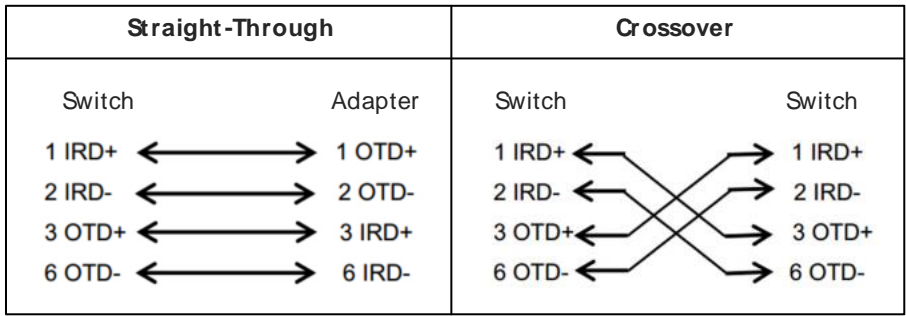 Straight-Through Crossover
Switch Adapter Switch Switch
1 IRD+ 1 OTD+ 1 IRD+ 1 IRD+
2 IRD- 2 OTD- 2 IRD- 2 IRD-
3 OTD+ 3 IRD+ 3 OTD+ 3 OTD+
6 OTD- 6 IRD- 6 OTD- 6 OTD-